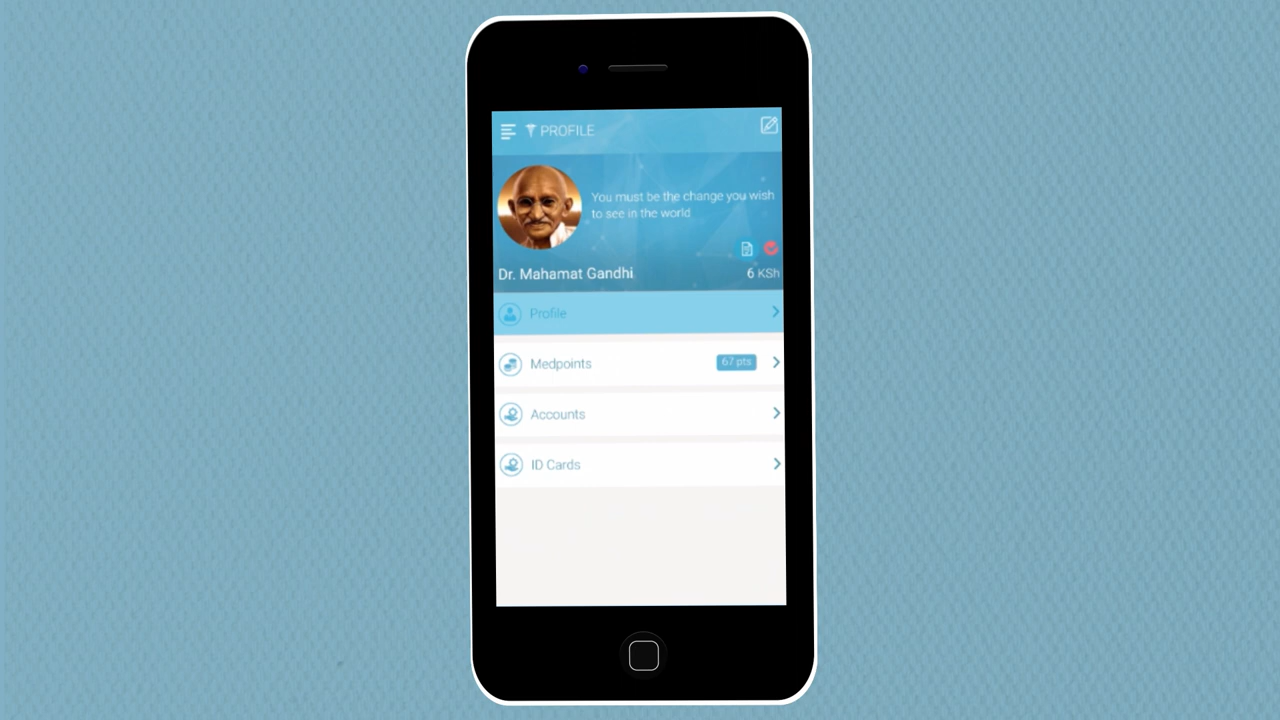 PROFILE
You must be the change you wish
to see in the world
Dr. Mahamat Gandhi
6 KSh
Profile
Medpoints
67 pts
Accounts
ID Cards